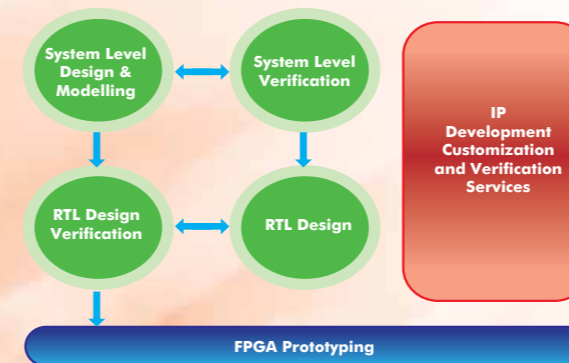 System Level
Design &
Modelling
System Level
Verification
IP
Development
Customization
and Verification
Services
RTL Design
Verification
RTL Design
FPGA Prototyping